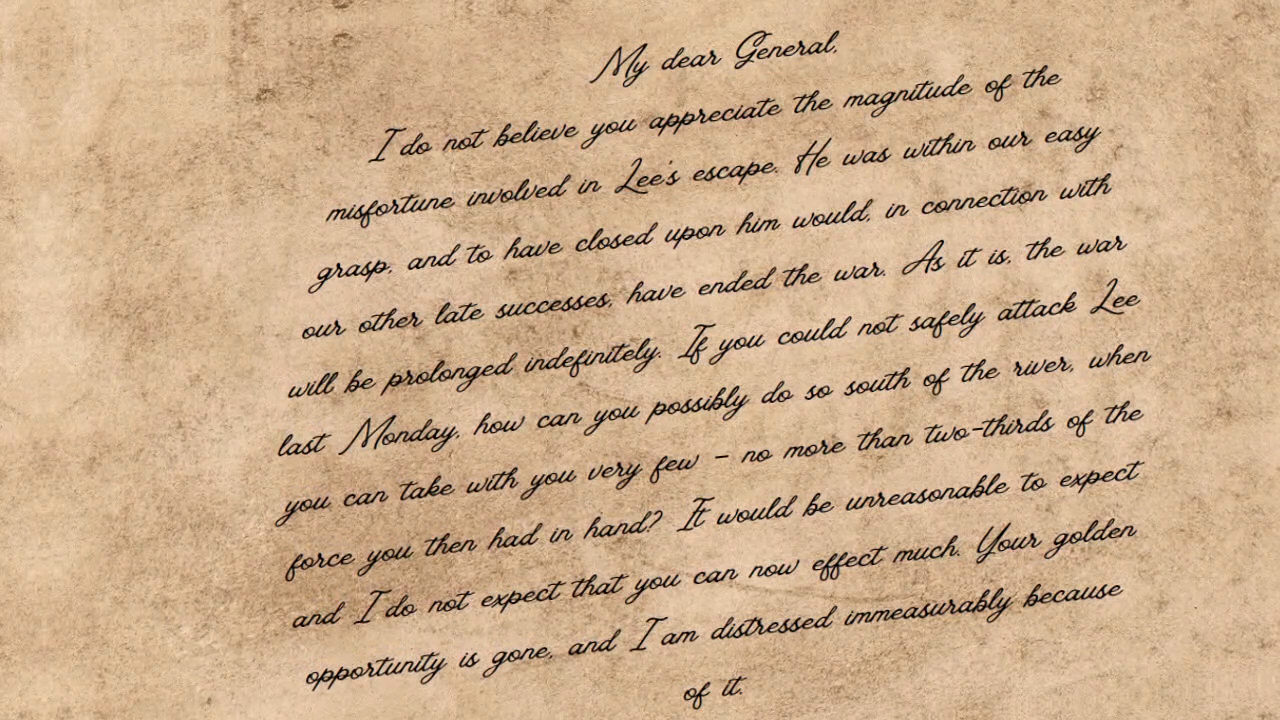 My dear General,
I do not believe you appreciate the magnitude of the
misfortune involved in Lee's escape. He was within our easy
grasp, and to have closed upon him would, in connection with
our other late successes, have ended the war. As it is, the war
will be prolonged indefinitely. If you could not safely attack Lee
last Monday, how can you possibly do so south of the river, when
you can take with you very few – no more than two-thirds of the
force you then had in hand? It would be unreasonable to expect
and I do not expect that you can now effect much. Your golden
opportunity is gone, and I am distressed immeasurably because
of it.